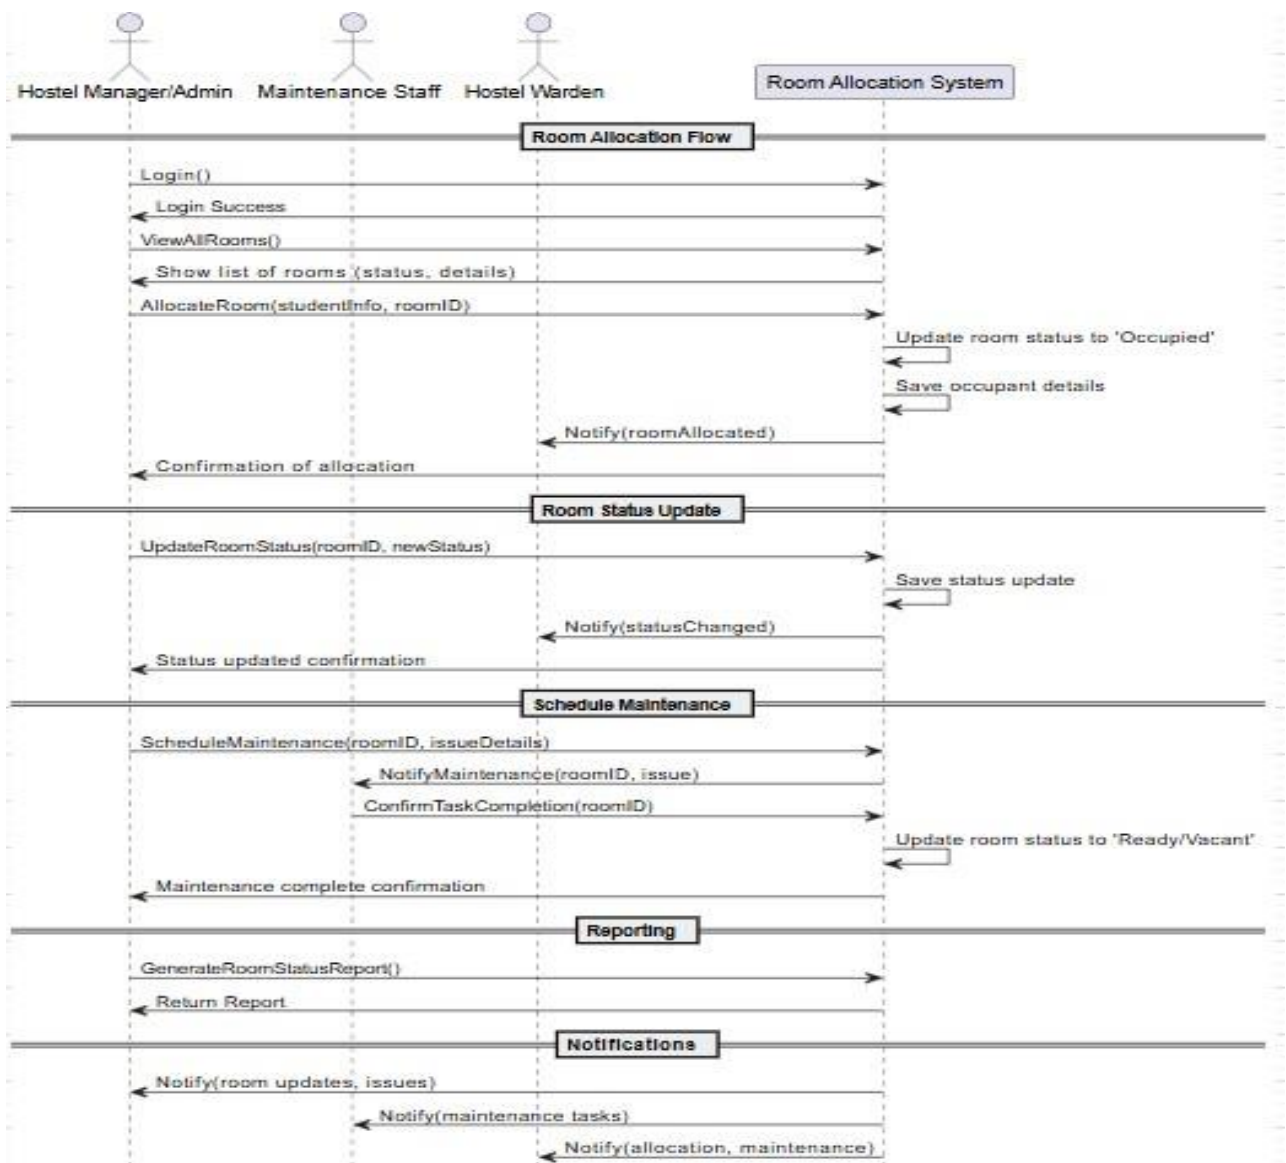 Hostel Manager/Admin
Maintenance Staff
Hostel Warden
Room Allocation System
Room Allocation Flow
Login()
Login Success
ViewAllRooms()
Show list of rooms (status, details)
AllocateRoom(studentInfo, roomID)
Update room status to 'Occupied'
Save occupant details
Notify(roomAllocated)
Confirmation of allocation
Room Status Update
UpdateRoomStatus(roomID, newStatus)
Save status update
Notify(statusChanged)
Status updated confirmation
Schedule Maintenance
ScheduleMaintenance(roomID, issueDetails)
NotifyMaintenance(roomID, issue)
ConfirmTaskCompletion(roomID)
Update room status to 'Ready/Vacant'
Maintenance complete confirmation
Reporting
GenerateRoomStatusReport()
Return Report
Notifications
Notify(room updates, issues)
Notify(maintenance tasks)
Notify(allocation, maintenance)